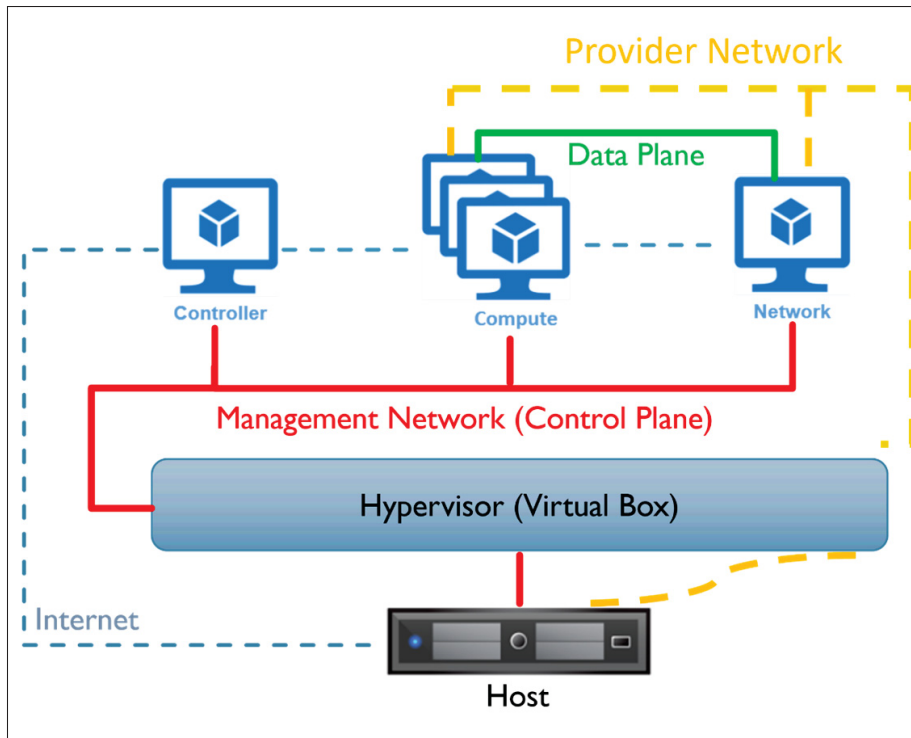 Provider Network
Data Plane
Controller
Compute
Network
Management Network (Control Plane)
Hypervisor (Virtual Box)
Internet
Host